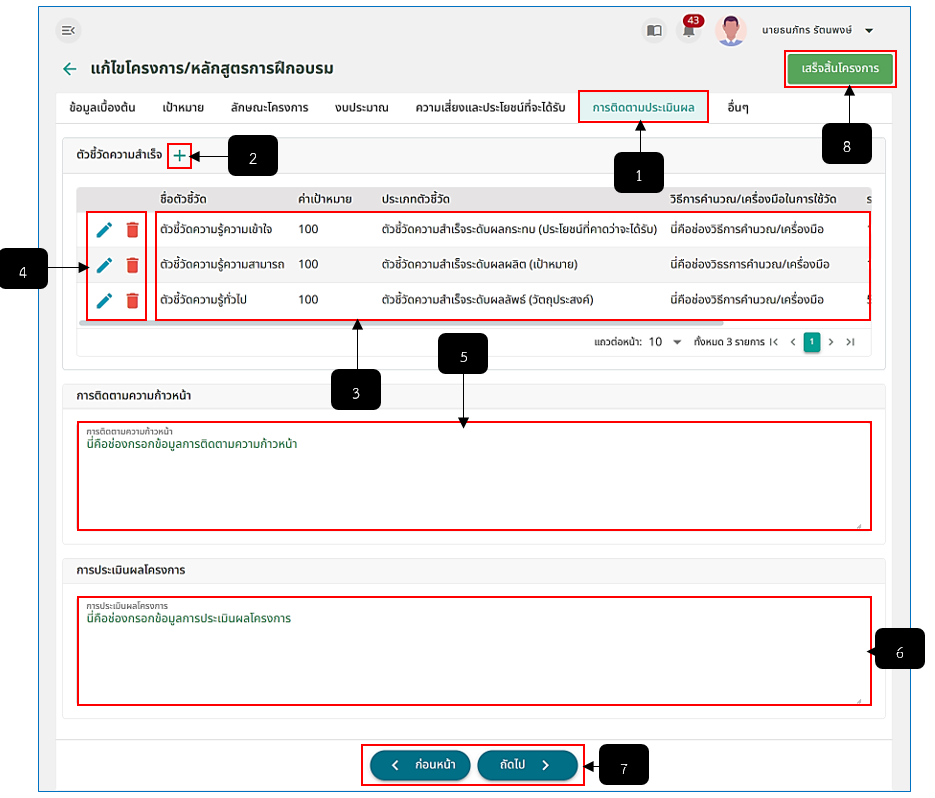 43
นายธนภัทร รัตนพงษ์
แก้ไขโครงการ/หลักสูตรการฝึกอบรม
เสร็จสิ้นโครงการ
8
ข้อมูลเบื้องต้น เป้าหมาย ลักษณะโครงการ งบประมาณ ความเสี่ยงและประโยชน์ที่จะได้รับ การติดตามประเมินผล อื่นๆ
1
ตัวชี้วัดความสำเร็จ +
2
ชื่อตัวชี้วัด ค่าเป้าหมาย ประเภทตัวชี้วัด วิธีการคำนวณ/เครื่องมือในการใช้วัด
ตัวชี้วัดความรู้ความเข้าใจ 100 ตัวชี้วัดความสำเร็จระดับผลกระทบ (ประโยชน์ที่คาดว่าจะได้รับ) นี่คือช่องวิธีการคำนวณ/เครื่องมือ
4
ตัวชี้วัดความรู้ความสามารถ 100 ตัวชี้วัดความสำเร็จระดับผลผลิต (เป้าหมาย) นี่คือช่องวิธรการคำนวณ/เครื่องมือ
ตัวชี้วัดความรู้ทั่วไป 100 ตัวชี้วัดความสำเร็จระดับผลลัพธ์ (วัตถุประสงค์) นี่คือช่องวิธีการคำนวณ/เครื่องมือ
แถวต่อหน้า: 10 ทั้งหมด 3 รายการ 1
3
5
การติดตามความก้าวหน้า
การติดตามความก้าวหน้า
นี่คือช่องกรอกข้อมูลการติดตามความก้าวหน้า
การประเมินผลโครงการ
การประเมินผลโครงการ
นี่คือช่องกรอกข้อมูลการประเมินผลโครงการ
6
ก่อนหน้า ถัดไป
7